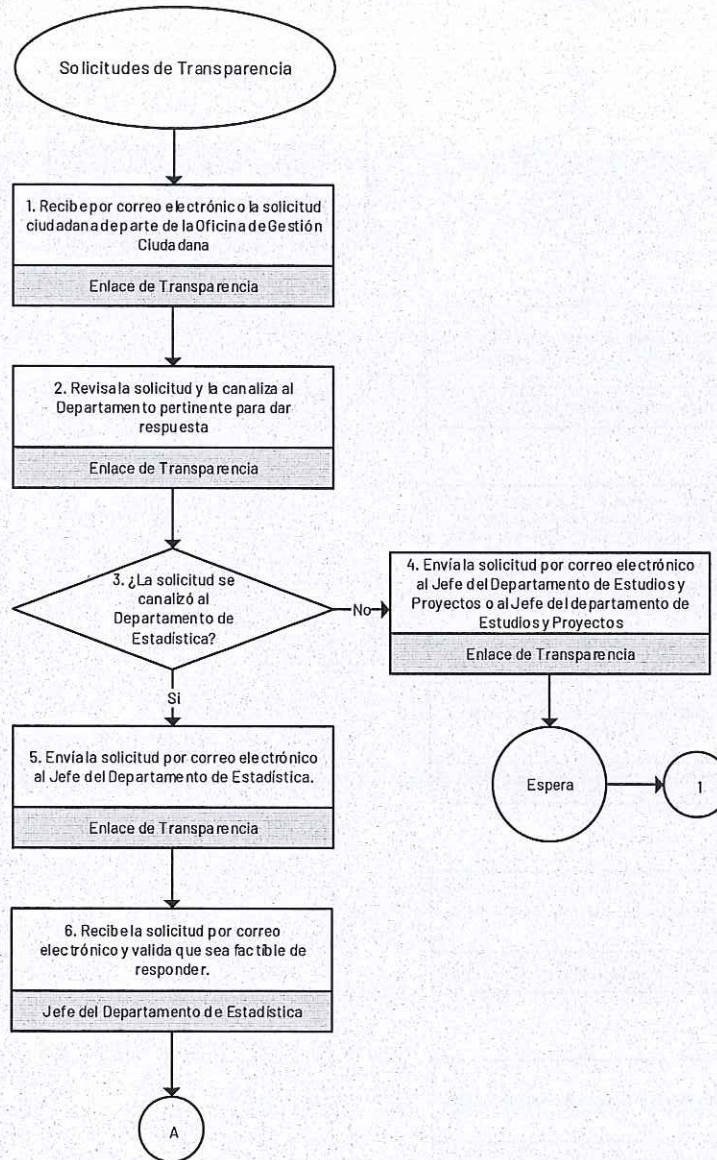 Solicitudes de Transparencia
1. Recibe por correo electrónico la solicitud
ciudadana de parte de la Oficina de Gestión
Ciudadana
Enlace de Transparencia
2. Revisa la solicitud y la canaliza al
Departamento pertinente para dar
respuesta
Enlace de Transparencia
3. ¿La solicitud se
canalizó al
Departamento de
Estadística?
No
4. Envía la solicitud por correo electrónico
al Jefe del Departamento de Estudios y
Proyectos o al Jefe del departamento de
Estudios y Proyectos
Enlace de Transparencia
Si
5. Envía la solicitud por correo electrónico
al Jefe del Departamento de Estadística.
Enlace de Transparencia
Espera
1
6. Recibe la solicitud por correo
electrónico y valida que sea factible de
responder.
Jefe del Departamento de Estadística
A